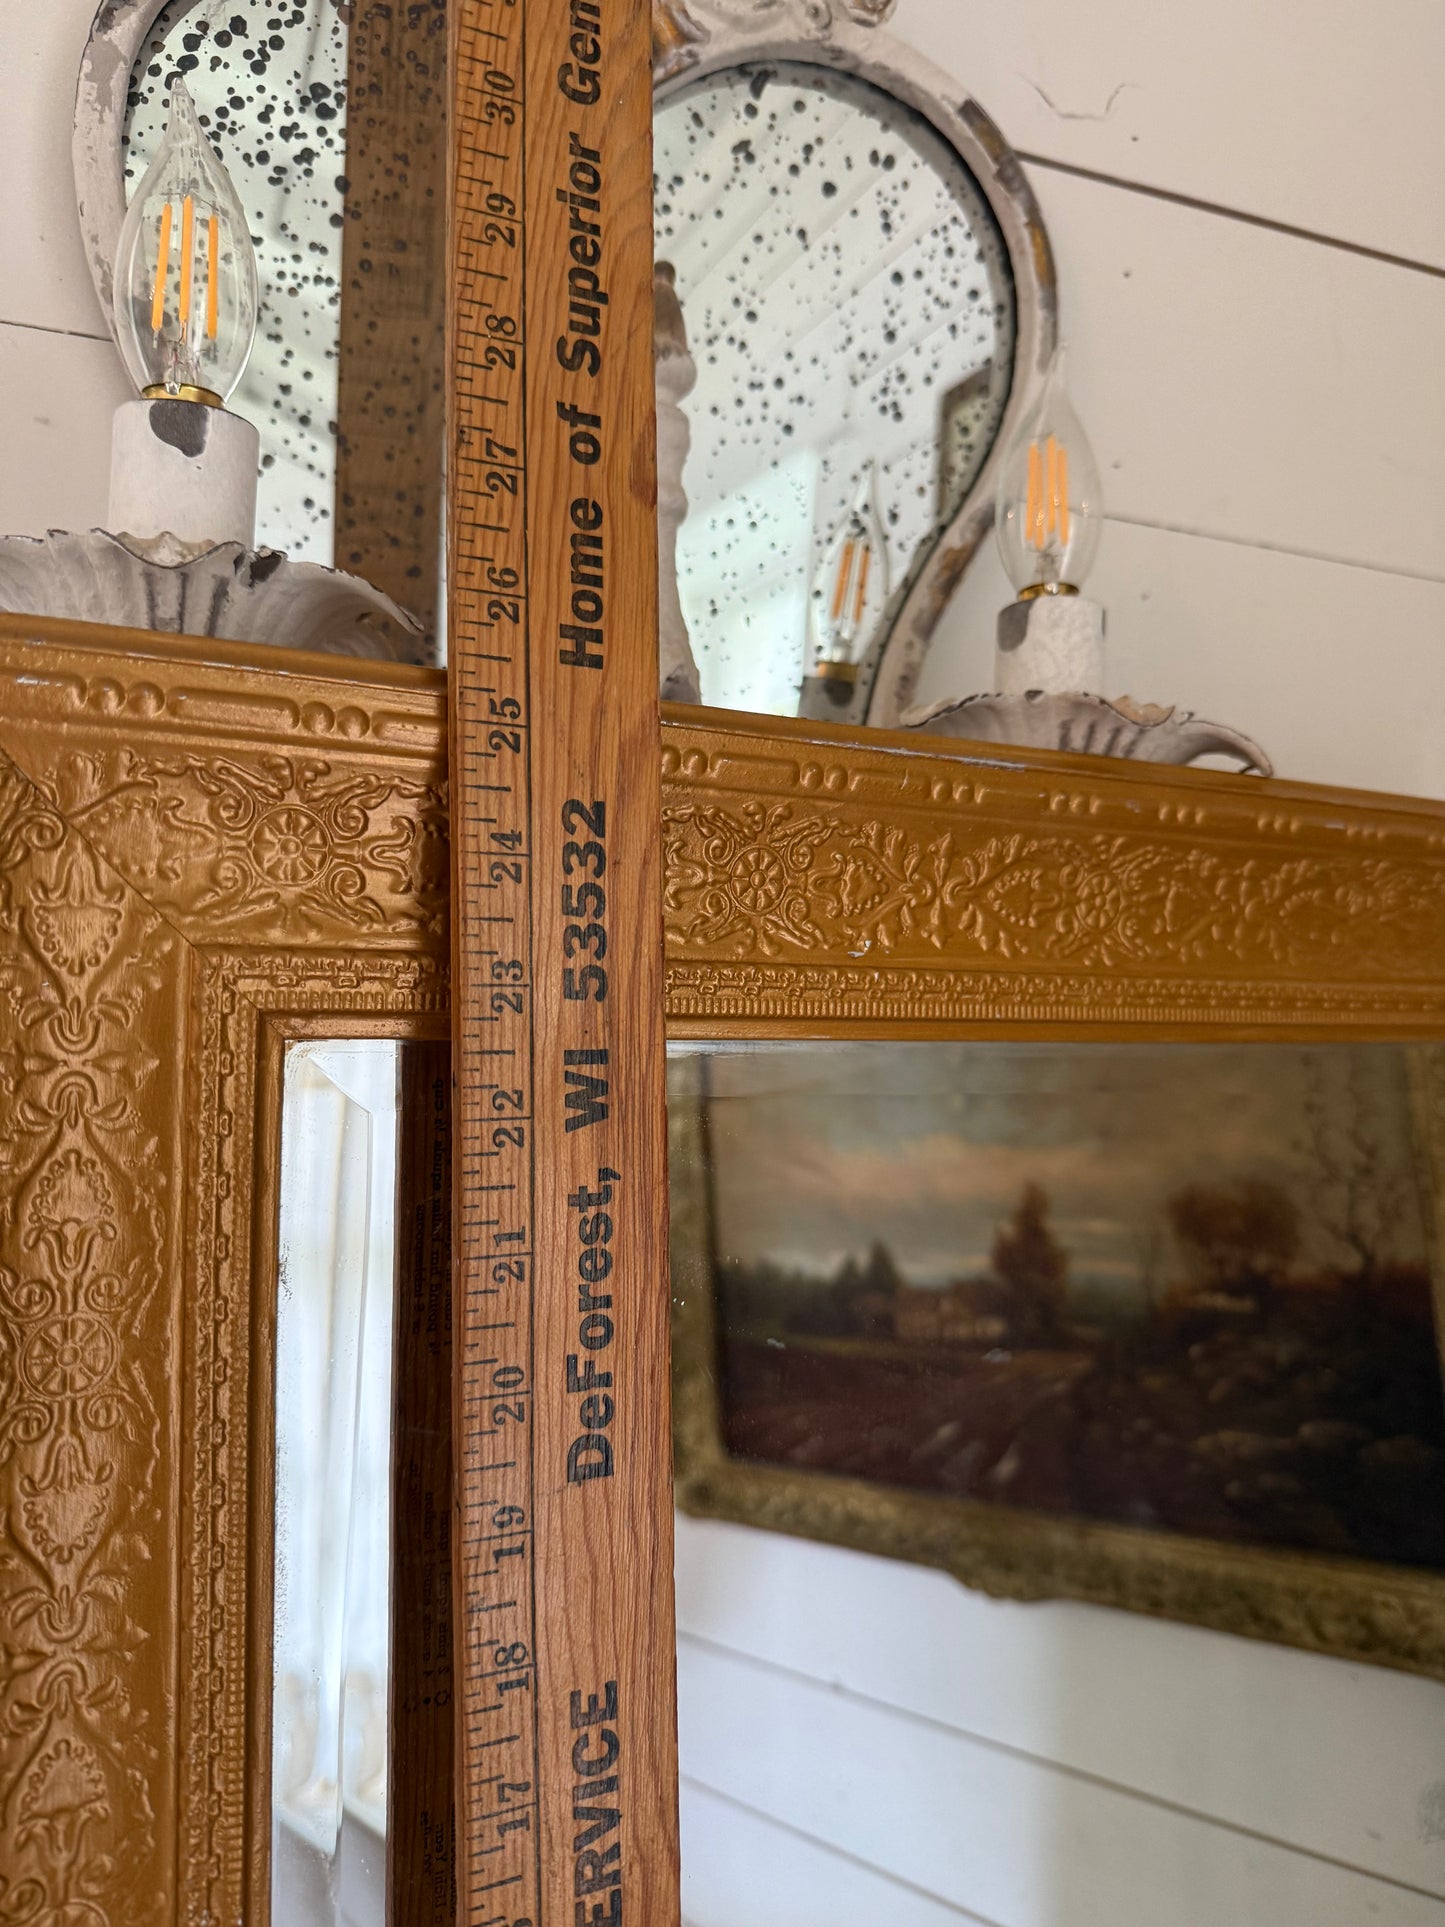 ERVICE DeForest, WI 53532 Home of Superior Gen
17 18 19 20 21 22 23 24 25 26 27 28 29 30